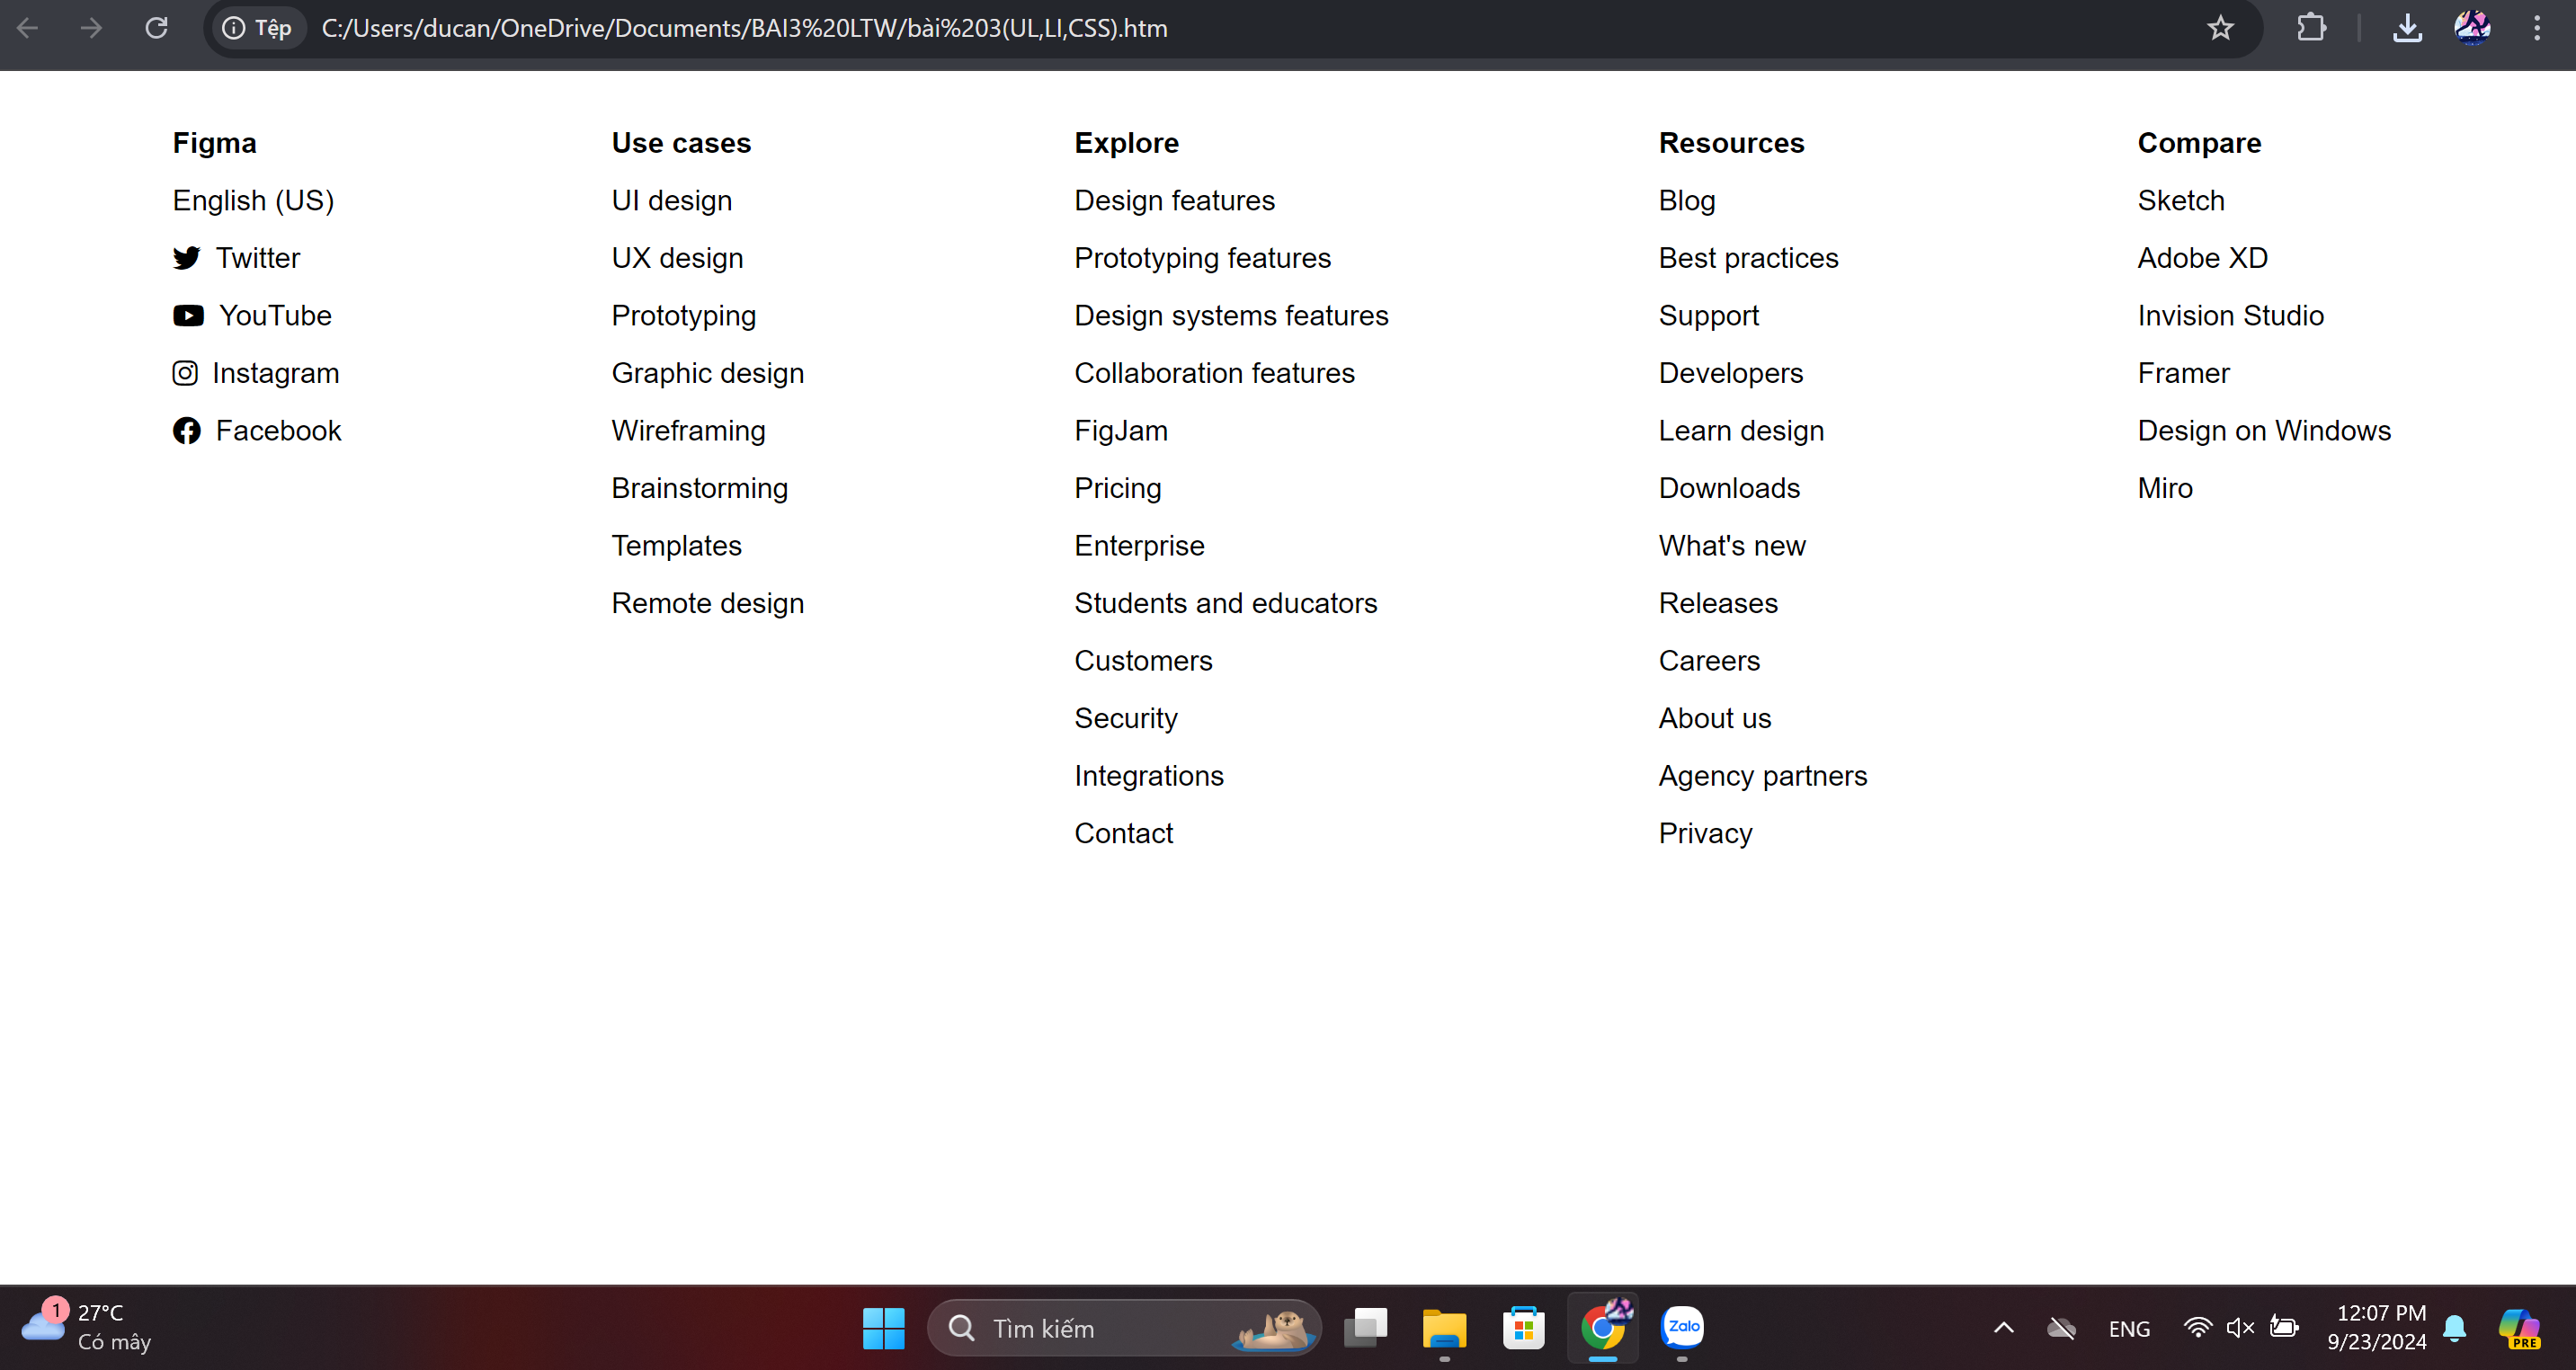 Tệp C:/Users/ducan/OneDrive/Documents/BAI3%20LTW/bài%203(UL,LI,CSS).htm
Figma
English (US)
Twitter
YouTube
Instagram
Facebook
Use cases
UI design
UX design
Prototyping
Graphic design
Wireframing
Brainstorming
Templates
Remote design
Explore
Design features
Prototyping features
Design systems features
Collaboration features
FigJam
Pricing
Enterprise
Students and educators
Customers
Security
Integrations
Contact
Resources
Blog
Best practices
Support
Developers
Learn design
Downloads
What's new
Releases
Careers
About us
Agency partners
Privacy
Compare
Sketch
Adobe XD
Invision Studio
Framer
Design on Windows
Miro
1
27°C
Có mây
Tìm kiếm
Zalo
ENG
12:07 PM
9/23/2024
PRE